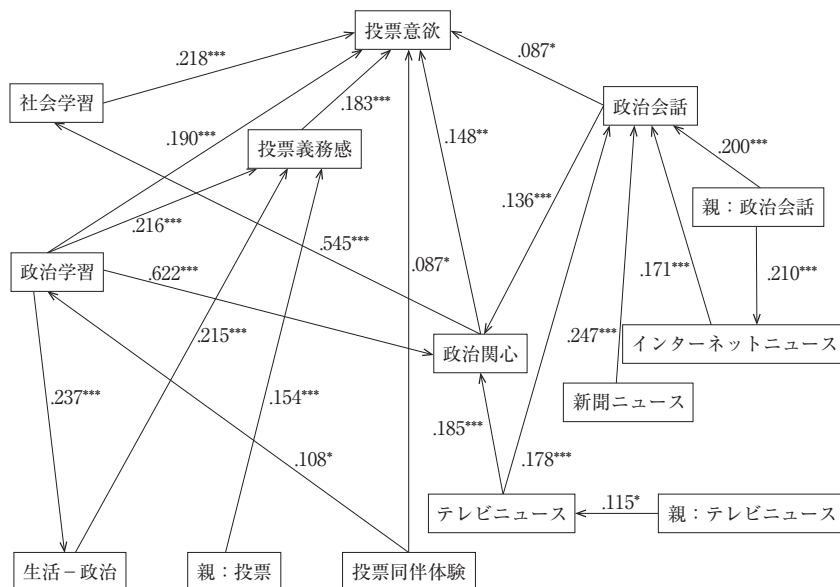 投票意欲
.087*
.218***
社会学習
.183***
政治会話
.190***
投票義務感
.148**
.200***
.136***
親：政治会話
.216***
.545***
.087*
政治学習
.622***
.171***
.210***
.215***
.247***
インターネットニュース
政治関心
.237***
.154***
新聞ニュース
.185***
.108*
.178***
.115*
テレビニュース
親：テレビニュース
生活－政治
親：投票
投票同伴体験